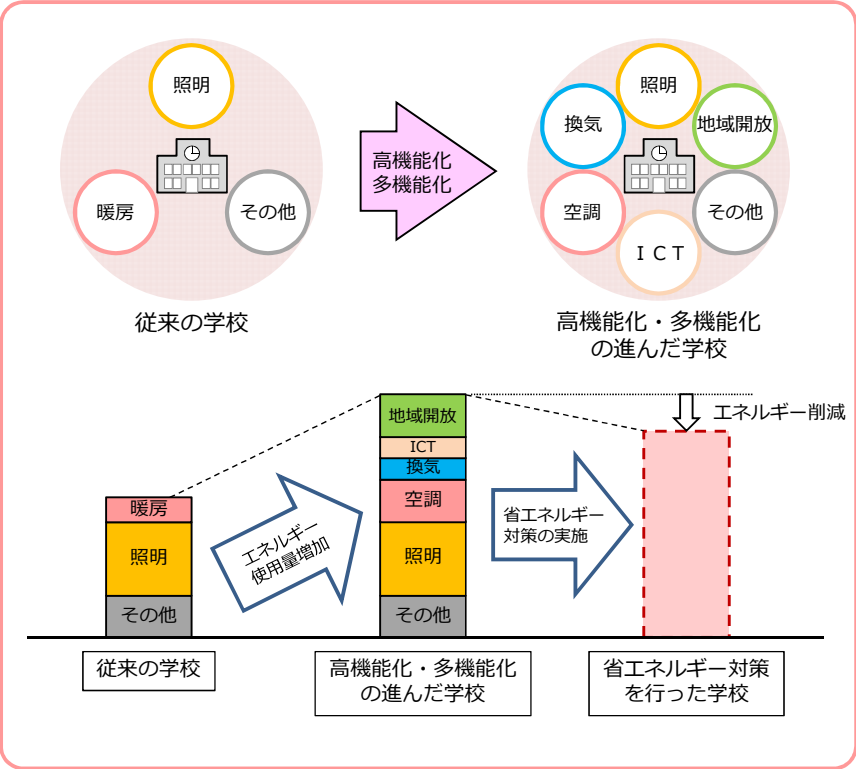 照明
暖房
その他
従来の学校
高機能化
多機能化
照明
換気
地域開放
空調
その他
ＩＣＴ
高機能化・多機能化
の進んだ学校
暖房
照明
その他
エネルギー
使用量増加
地域開放
ICT
換気
空調
照明
その他
省エネルギー
対策の実施
エネルギー削減
従来の学校
高機能化・多機能化
の進んだ学校
省エネルギー対策
を行った学校